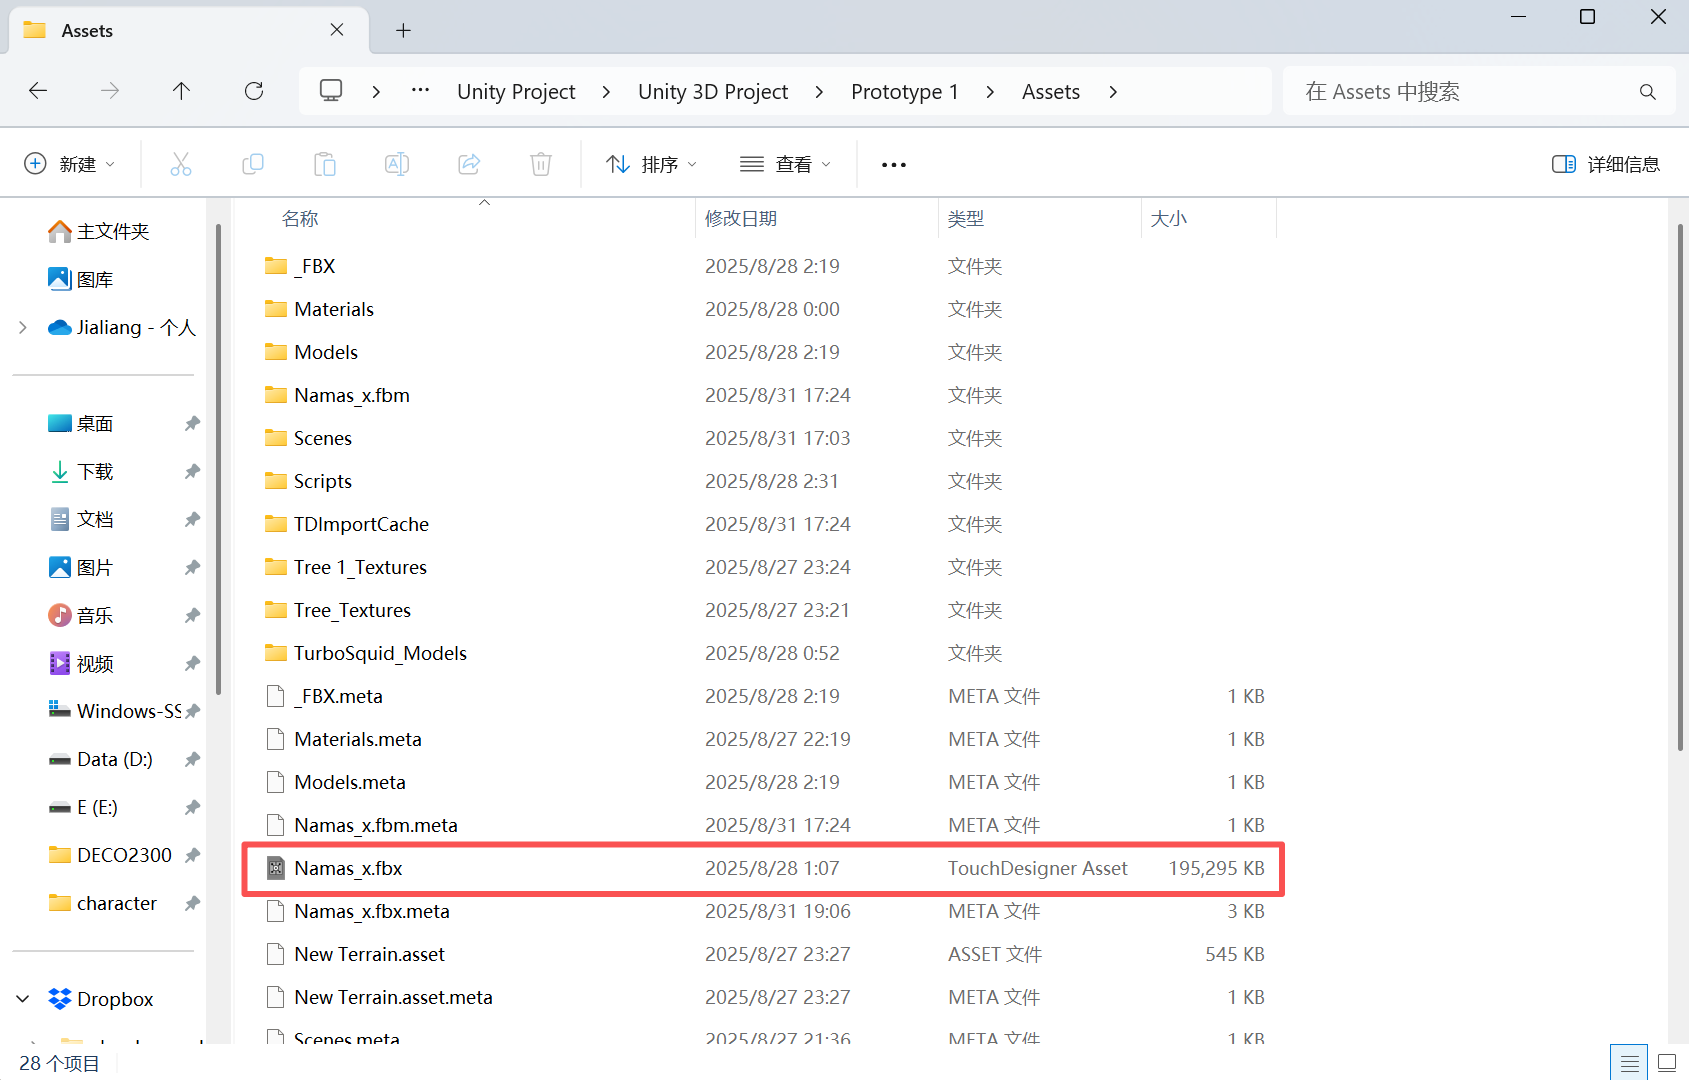 Assets
Unity Project
Unity 3D Project
Prototype 1
Assets
在 Assets 中搜索
新建
排序
查看
详细信息
主文件夹
图库
Jialiang - 个人
桌面
下载
文档
图片
音乐
视频
Windows-SS
Data (D:)
E (E:)
DECO2300
character
Dropbox
名称 修改日期 类型 大小
_FBX 2025/8/28 2:19 文件夹
Materials 2025/8/28 0:00 文件夹
Models 2025/8/28 2:19 文件夹
Namas_x.fbm 2025/8/31 17:24 文件夹
Scenes 2025/8/31 17:03 文件夹
Scripts 2025/8/28 2:31 文件夹
TDImportCache 2025/8/31 17:24 文件夹
Tree 1_Textures 2025/8/27 23:24 文件夹
Tree_Textures 2025/8/27 23:21 文件夹
TurboSquid_Models 2025/8/28 0:52 文件夹
_FBX.meta 2025/8/28 2:19 META 文件 1 KB
Materials.meta 2025/8/27 22:19 META 文件 1 KB
Models.meta 2025/8/28 2:19 META 文件 1 KB
Namas_x.fbm.meta 2025/8/31 17:24 META 文件 1 KB
Namas_x.fbx 2025/8/28 1:07 TouchDesigner Asset 195,295 KB
Namas_x.fbx.meta 2025/8/31 19:06 META 文件 3 KB
New Terrain.asset 2025/8/27 23:27 ASSET 文件 545 KB
New Terrain.asset.meta 2025/8/27 23:27 META 文件 1 KB
Scenes.meta 2025/8/27 21:36 META 文件 1 KB
28 个项目